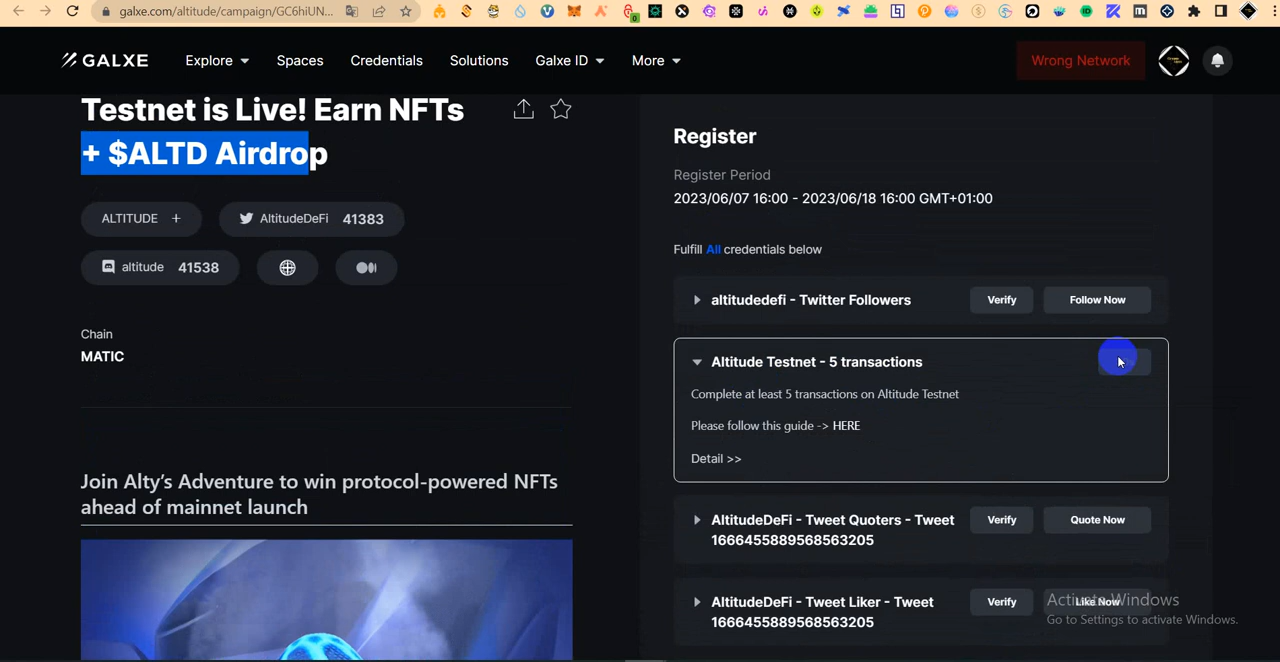 galxe.com/altitude/campaign/GC6hiUN...
GALXE
Explore
Spaces
Credentials
Solutions
Galxe ID
More
Wrong Network
Testnet is Live! Earn NFTs
+ $ALTD Airdrop
ALTITUDE +
AltitudeDeFi 41383
altitude 41538
Chain
MATIC
Join Alty's Adventure to win protocol-powered NFTs
ahead of mainnet launch
Register
Register Period
2023/06/07 16:00 - 2023/06/18 16:00 GMT+01:00
Fulfill All credentials below
altitudedefi - Twitter Followers
Verify
Follow Now
Altitude Testnet - 5 transactions
Complete at least 5 transactions on Altitude Testnet
Please follow this guide -> HERE
Detail >>
AltitudeDeFi - Tweet Quoters - Tweet
1666455889568563205
Verify
Quote Now
AltitudeDeFi - Tweet Liker - Tweet
1666455889568563205
Verify
Like Now
Activate Windows
Go to Settings to activate Windows.